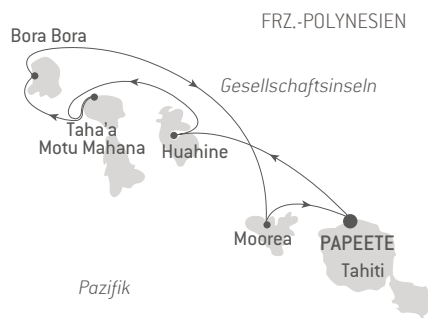 FRZ.-POLYNESIEN
Bora Bora
Gesellschaftsinseln
Taha'a
Motu Mahana
Huahine
Moorea
PAPEETE
Tahiti
Pazifik